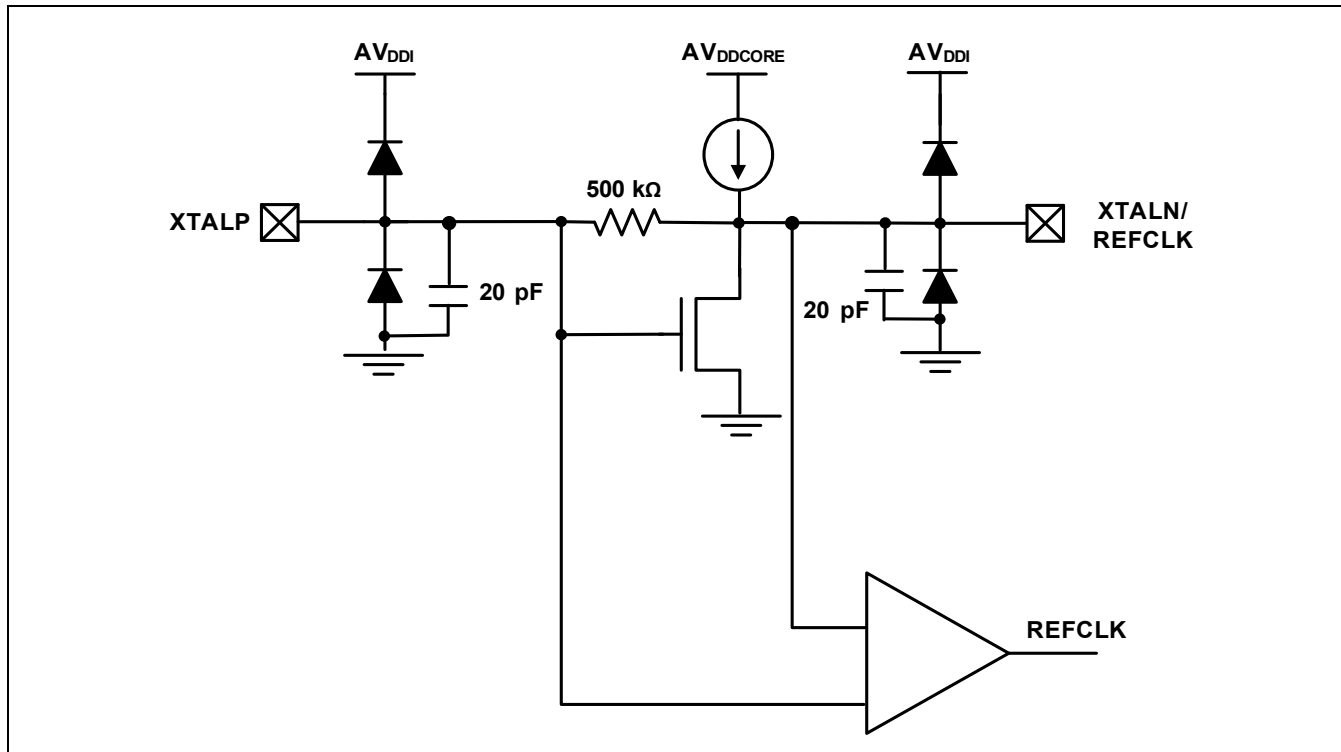 AVDDI
AVDDCORE
AVDDI
500 kΩ
XTALP
XTALN/
REFCLK
20 pF
20 pF
REFCLK